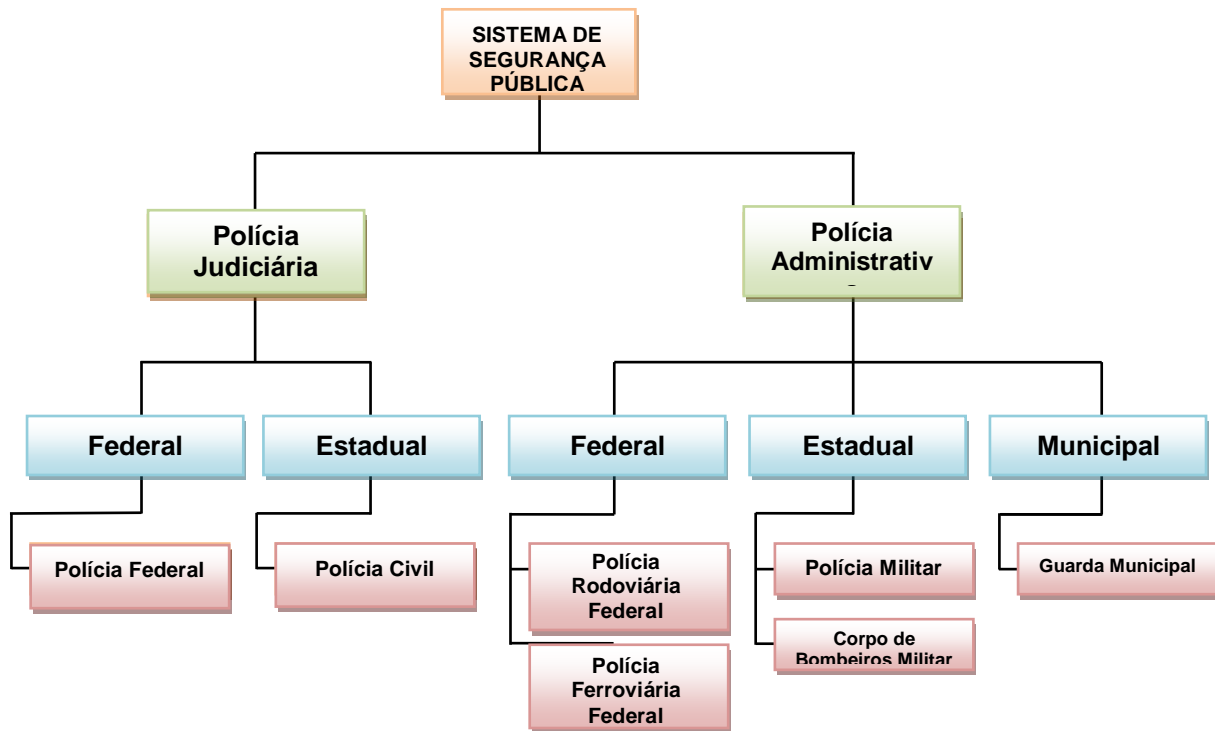 SISTEMA DE
SEGURANÇA
PÚBLICA
Polícia
Judiciária
Polícia
Administrativ
Federal
Estadual
Federal
Estadual
Municipal
Polícia Federal
Polícia Civil
Polícia
Rodoviária
Federal
Polícia
Ferroviária
Federal
Polícia Militar
Corpo de
Bombeiros Militar
Guarda Municipal